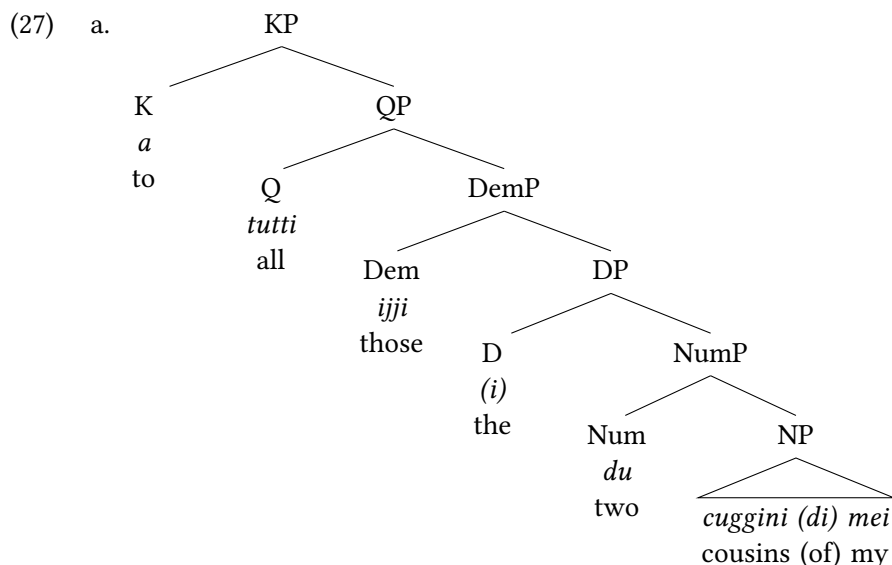 (27) a. KP
K QP
a
to
Q DemP
tutti
all
Dem DP
ijji
those
D NumP
(i)
the
Num NP
du
two
cuggini (di) mei
cousins (of) my